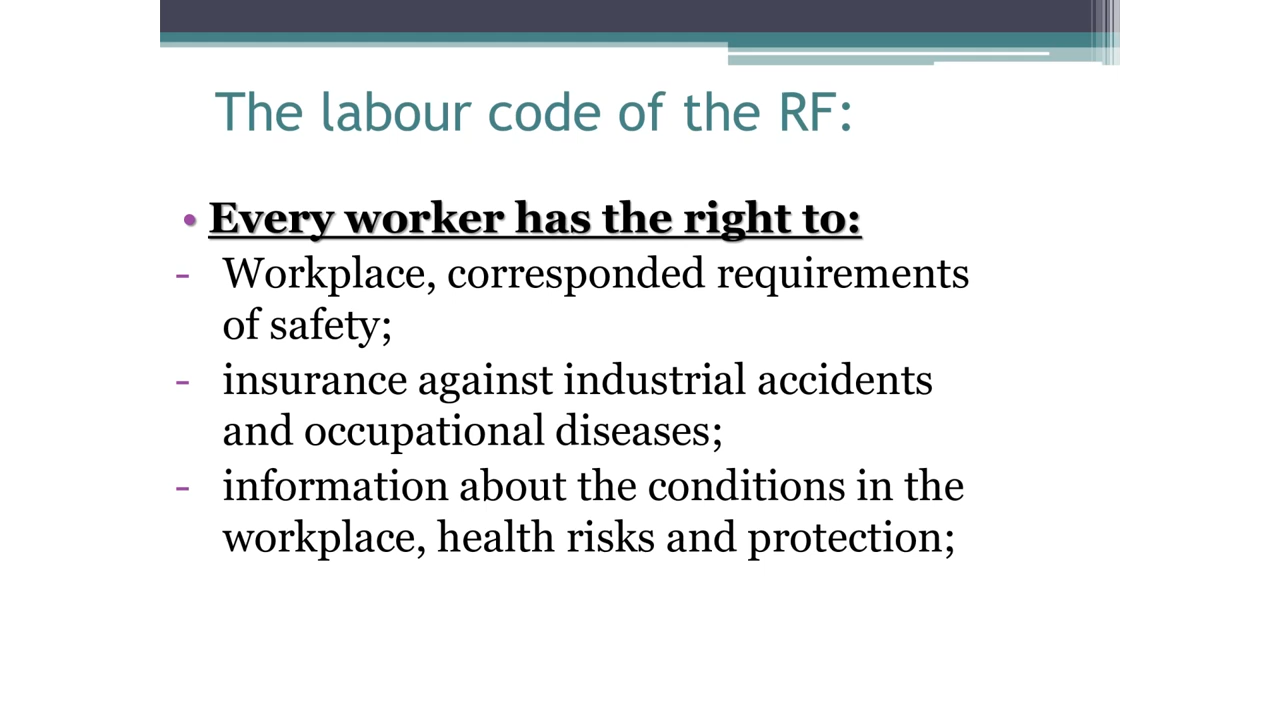 The labour code of the RF:
• Every worker has the right to:
- Workplace, corresponded requirements
of safety;
- insurance against industrial accidents
and occupational diseases;
- information about the conditions in the
workplace, health risks and protection;